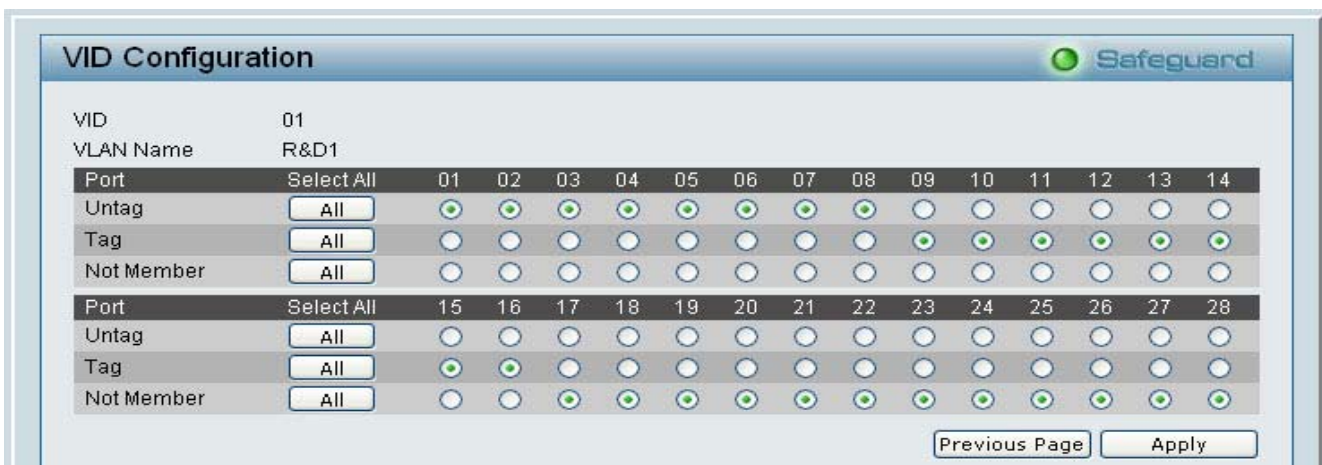 VID Configuration Safeguard
VID 01
VLAN Name R&D1
Port Select All 01 02 03 04 05 06 07 08 09 10 11 12 13 14
Untag All
Tag All
Not Member All
Port Select All 15 16 17 18 19 20 21 22 23 24 25 26 27 28
Untag All
Tag All
Not Member All
Previous Page Apply